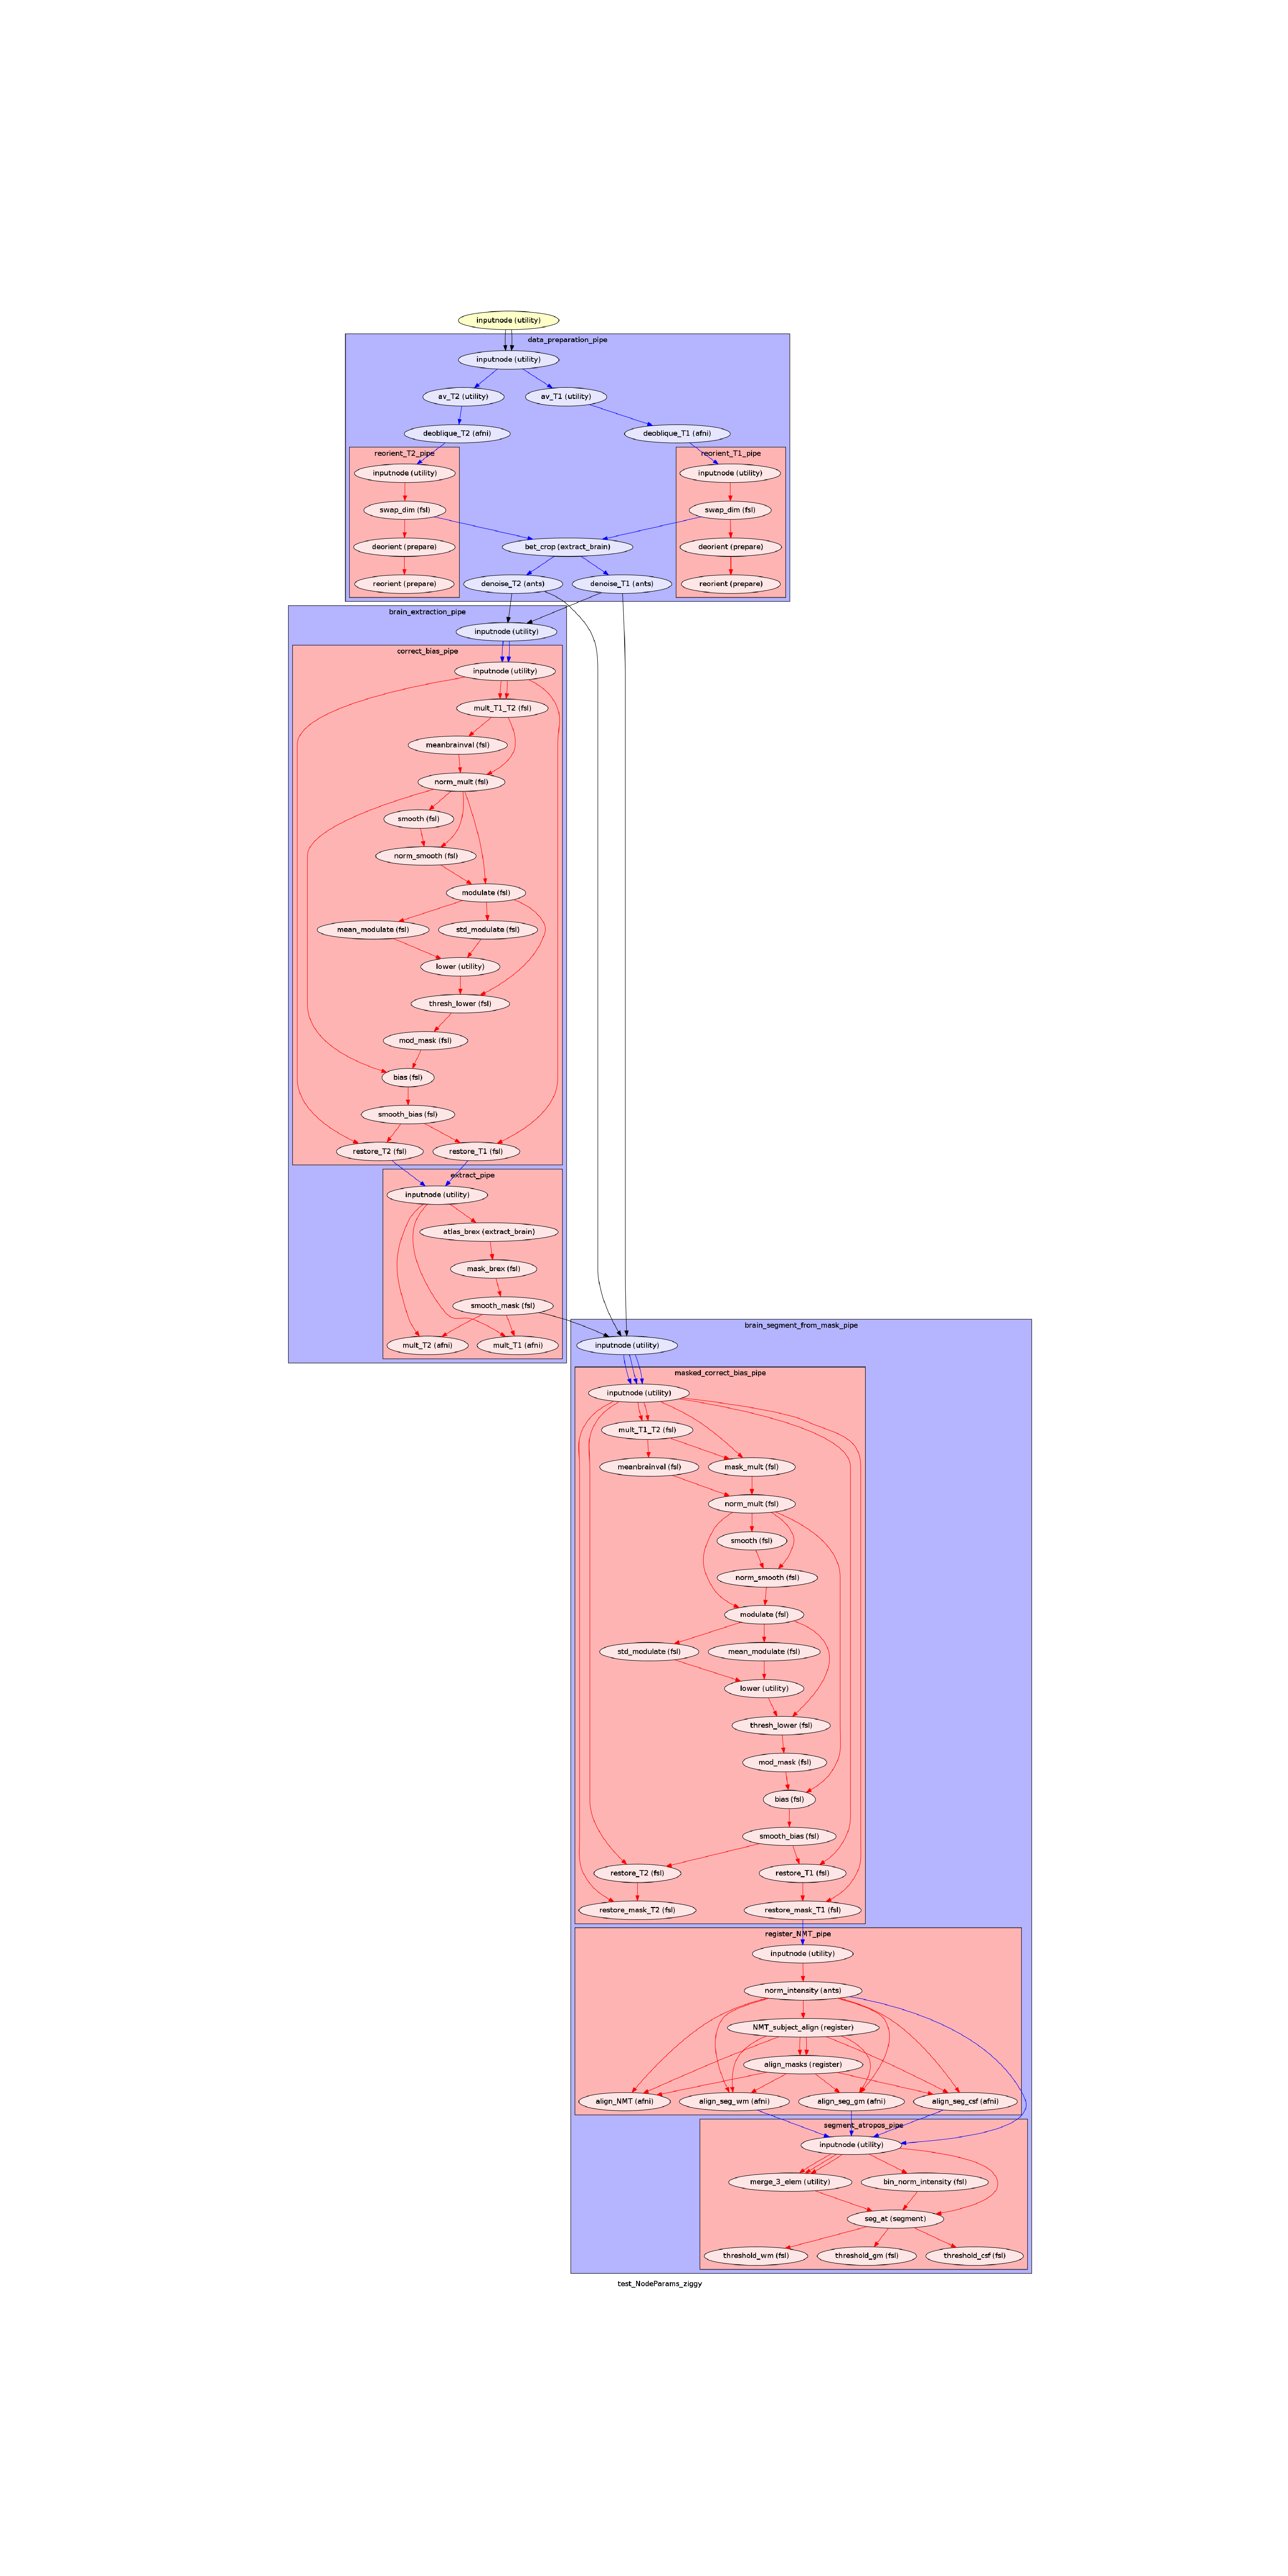 inputnode (utility)
data_preparation_pipe
inputnode (utility)
av_T2 (utility)
av_T1 (utility)
deoblique_T2 (afni)
deoblique_T1 (afni)
reorient_T2_pipe
reorient_T1_pipe
inputnode (utility)
inputnode (utility)
swap_dim (fsl)
swap_dim (fsl)
deorient (prepare)
bet_crop (extract_brain)
deorient (prepare)
reorient (prepare)
denoise_T2 (ants)
denoise_T1 (ants)
reorient (prepare)
brain_extraction_pipe
inputnode (utility)
correct_bias_pipe
inputnode (utility)
mult_T1_T2 (fsl)
meanbrainval (fsl)
norm_mult (fsl)
smooth (fsl)
norm_smooth (fsl)
modulate (fsl)
mean_modulate (fsl)
std_modulate (fsl)
lower (utility)
thresh_lower (fsl)
mod_mask (fsl)
bias (fsl)
smooth_bias (fsl)
restore_T2 (fsl)
restore_T1 (fsl)
extract_pipe
inputnode (utility)
atlas_brex (extract_brain)
mask_brex (fsl)
smooth_mask (fsl)
mult_T2 (afni)
mult_T1 (afni)
brain_segment_from_mask_pipe
inputnode (utility)
masked_correct_bias_pipe
inputnode (utility)
mult_T1_T2 (fsl)
meanbrainval (fsl)
mask_mult (fsl)
norm_mult (fsl)
smooth (fsl)
norm_smooth (fsl)
modulate (fsl)
std_modulate (fsl)
mean_modulate (fsl)
lower (utility)
thresh_lower (fsl)
mod_mask (fsl)
bias (fsl)
smooth_bias (fsl)
restore_T2 (fsl)
restore_T1 (fsl)
restore_mask_T2 (fsl)
restore_mask_T1 (fsl)
register_NMT_pipe
inputnode (utility)
norm_intensity (ants)
NMT_subject_align (register)
align_masks (register)
align_NMT (afni)
align_seg_wm (afni)
align_seg_gm (afni)
align_seg_csf (afni)
segment_atropos_pipe
inputnode (utility)
merge_3_elem (utility)
bin_norm_intensity (fsl)
seg_at (segment)
threshold_wm (fsl)
threshold_gm (fsl)
threshold_csf (fsl)
test_NodeParams_ziggy